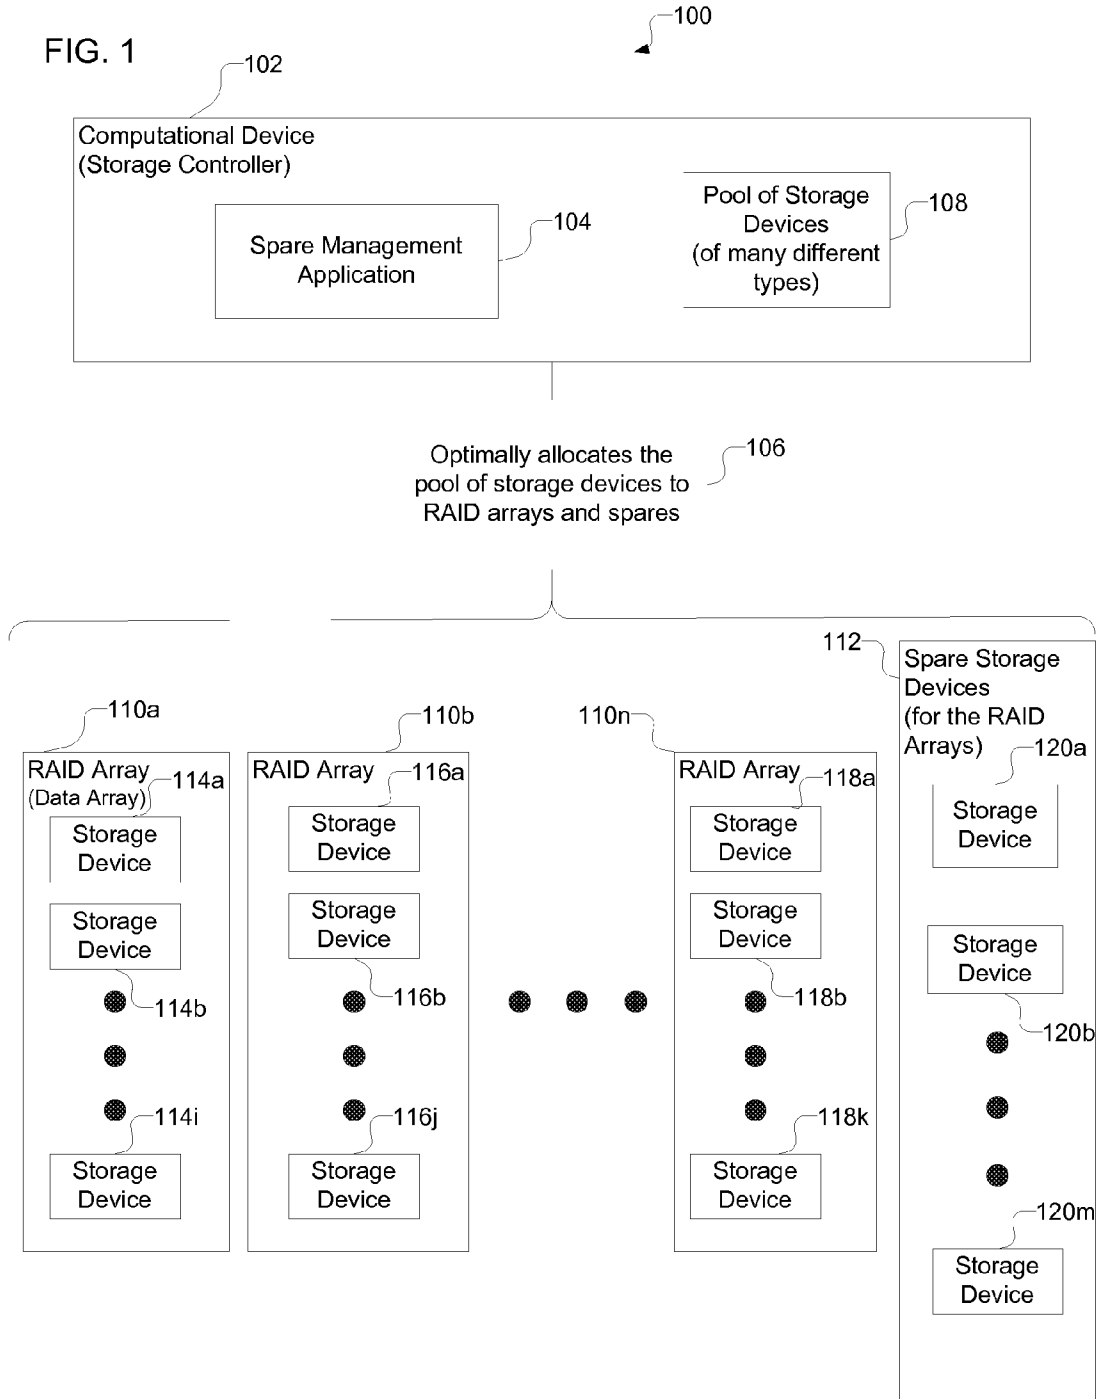 100
FIG. 1
102
Computational Device
(Storage Controller)
Spare Management
Application
104
Pool of Storage
Devices
(of many different
types)
108
Optimally allocates the
pool of storage devices to
RAID arrays and spares
106
110a
RAID Array
(Data Array)
114a
Storage
Device
Storage
Device
114b
114i
Storage
Device
110b
RAID Array
116a
Storage
Device
Storage
Device
116b
116j
Storage
Device
110n
RAID Array
118a
Storage
Device
Storage
Device
118b
118k
Storage
Device
112
Spare Storage
Devices
(for the RAID
Arrays)
120a
Storage
Device
Storage
Device
120b
120m
Storage
Device